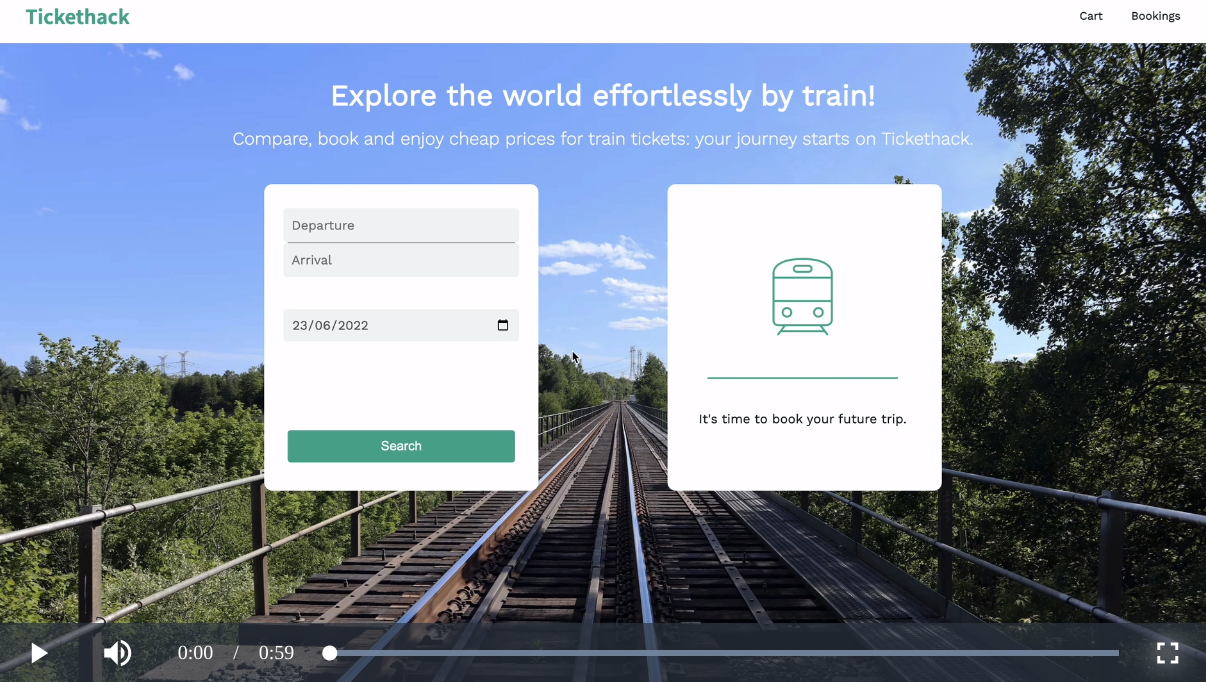 Tickethack
Cart
Bookings
Explore the world effortlessly by train!
Compare, book and enjoy cheap prices for train tickets: your journey starts on Tickethack.
Departure
Arrival
23/06/2022
Search
It's time to book your future trip.
0:00 / 0:59